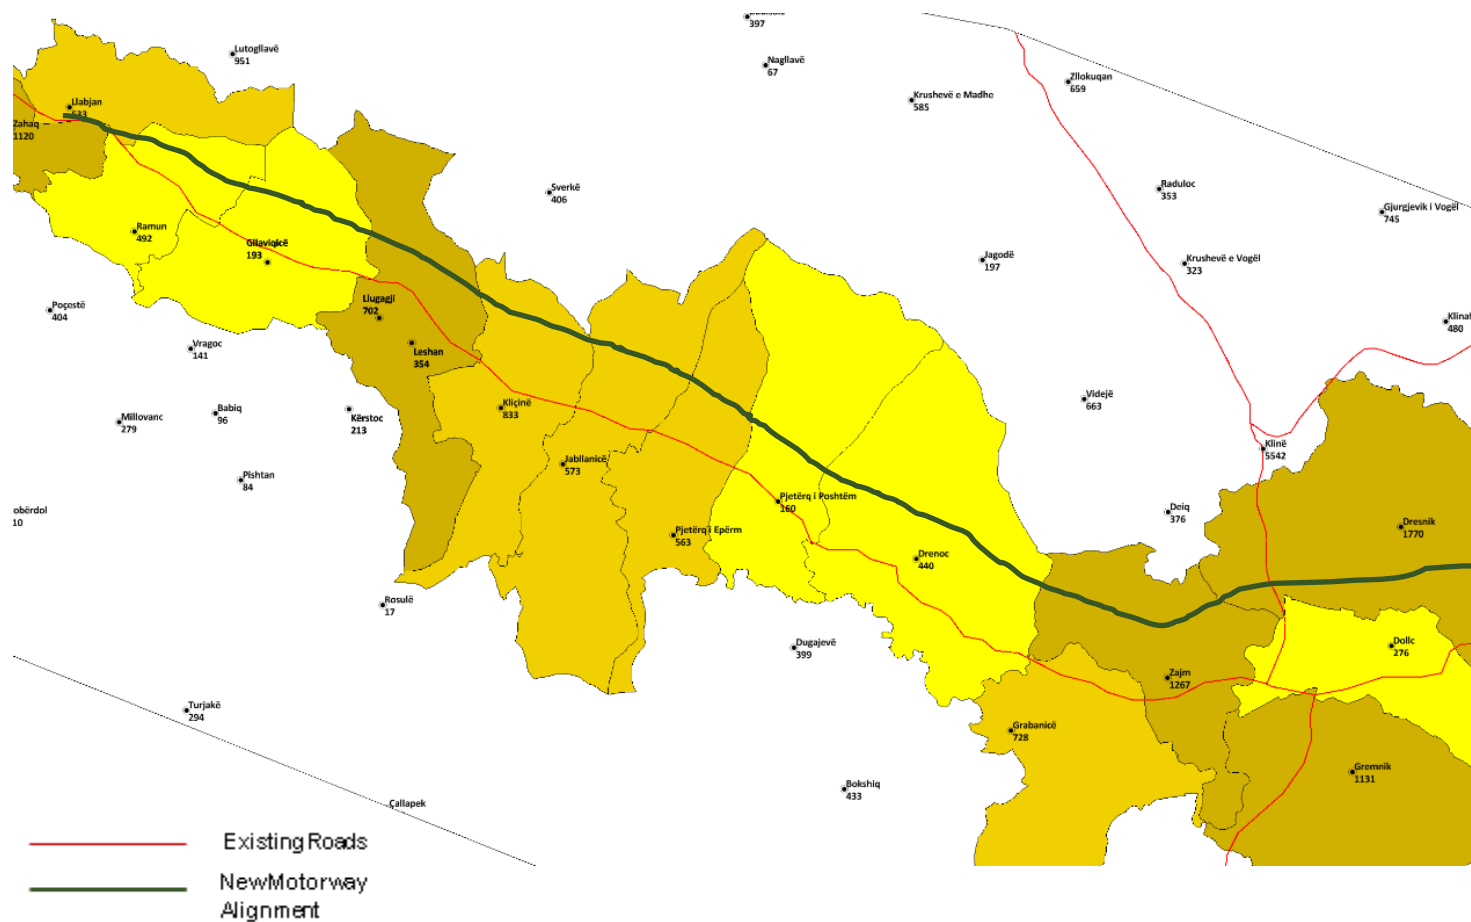 397
Lutogllavë
951
Nagllavë
67
Zllokuqan
659
Krushevë e Madhe
585
Llabjan
633
Zahaq
1120
Sverkë
406
Raduloc
353
Gjurgjevik i Vogël
745
Ramun
492
Gllaviqicë
193
Jagodë
197
Krushevë e Vogël
323
Poçestë
404
Llugagji
702
Klinaf
480
Vragoc
141
Leshan
354
Videjë
663
Millovanc
279
Babiq
96
Kërstoc
213
Kliçinë
833
Klinë
5542
Jabllanicë
573
Pishtan
84
Pjetërq i Poshtëm
160
obërdol
10
Deiq
376
Dresnik
1770
Pjetërq i Epërm
563
Drenoc
440
Rosulë
17
Dugajevë
399
Dollc
276
Zajm
1267
Turjakë
294
Grabanicë
728
Gremnik
1131
Bokshiq
433
Çallapek
Existing Roads
New Motorway
Alignment